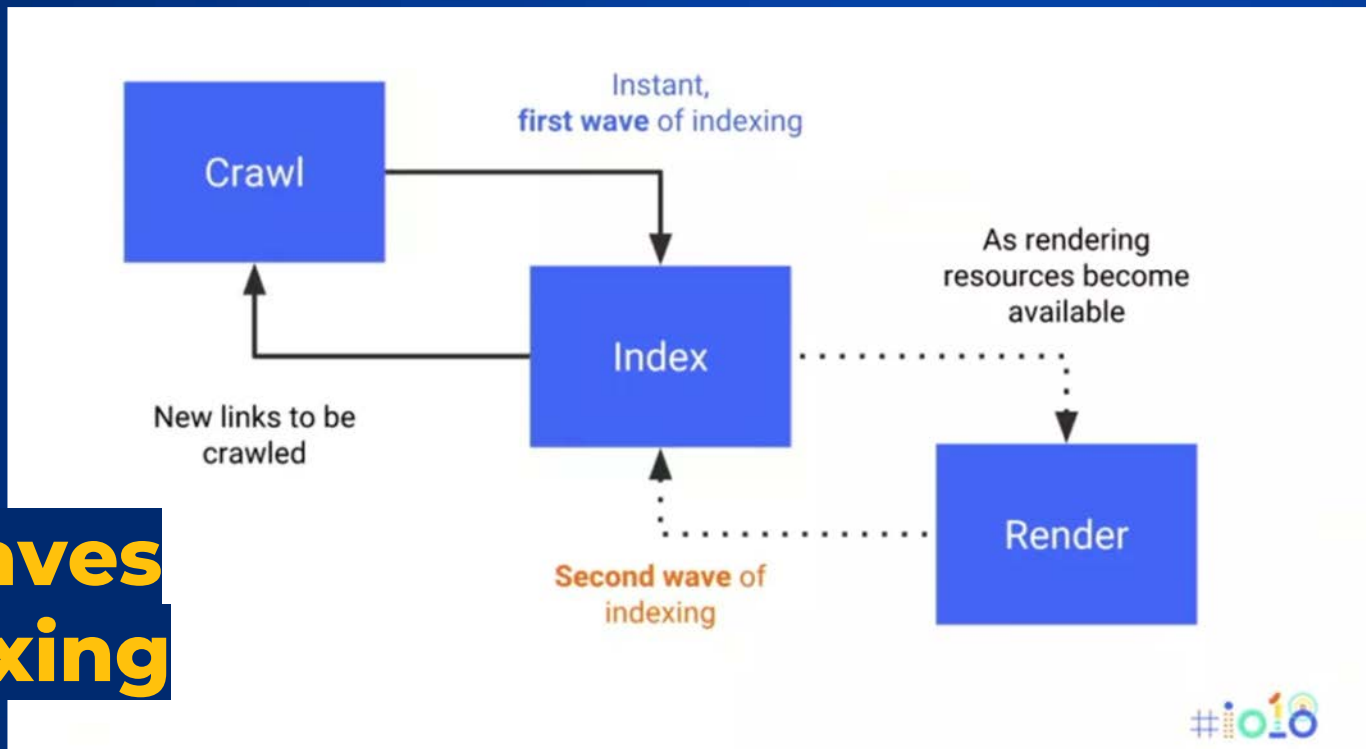 Instant,
first wave of indexing
Crawl
As rendering
resources become
available
Index
New links to be
crawled
Render
Second wave of
indexing
aves
xing
#io18